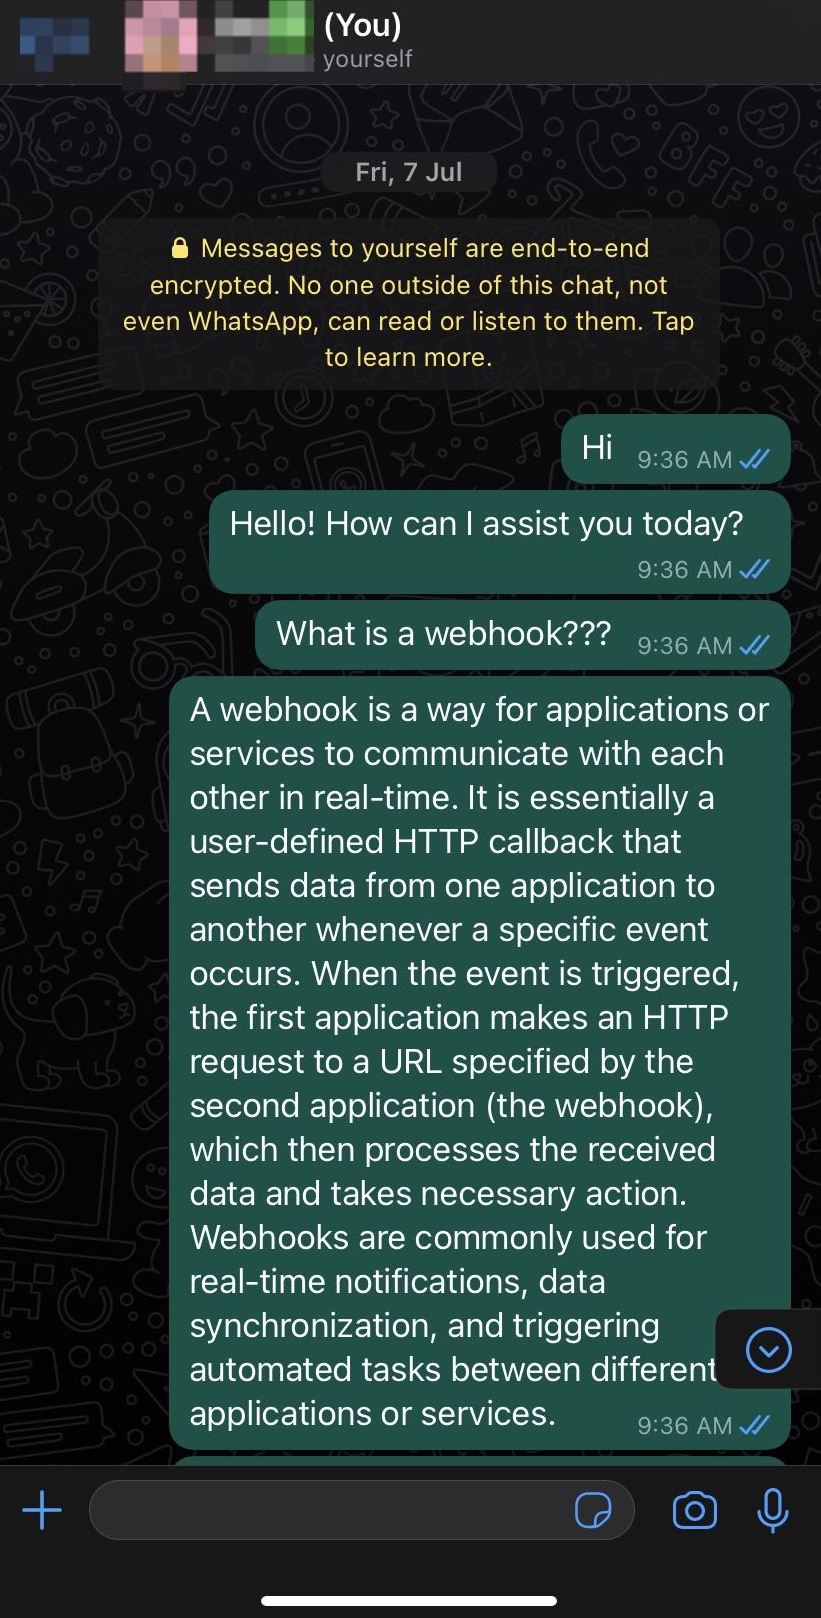 (You)
yourself
Fri, 7 Jul
Messages to yourself are end-to-end
encrypted. No one outside of this chat, not
even WhatsApp, can read or listen to them. Tap
to learn more.
Hi 9:36 AM
Hello! How can I assist you today?
9:36 AM
What is a webhook??? 9:36 AM
A webhook is a way for applications or
services to communicate with each
other in real-time. It is essentially a
user-defined HTTP callback that
sends data from one application to
another whenever a specific event
occurs. When the event is triggered,
the first application makes an HTTP
request to a URL specified by the
second application (the webhook),
which then processes the received
data and takes necessary action.
Webhooks are commonly used for
real-time notifications, data
synchronization, and triggering
automated tasks between different
applications or services. 9:36 AM
BFF